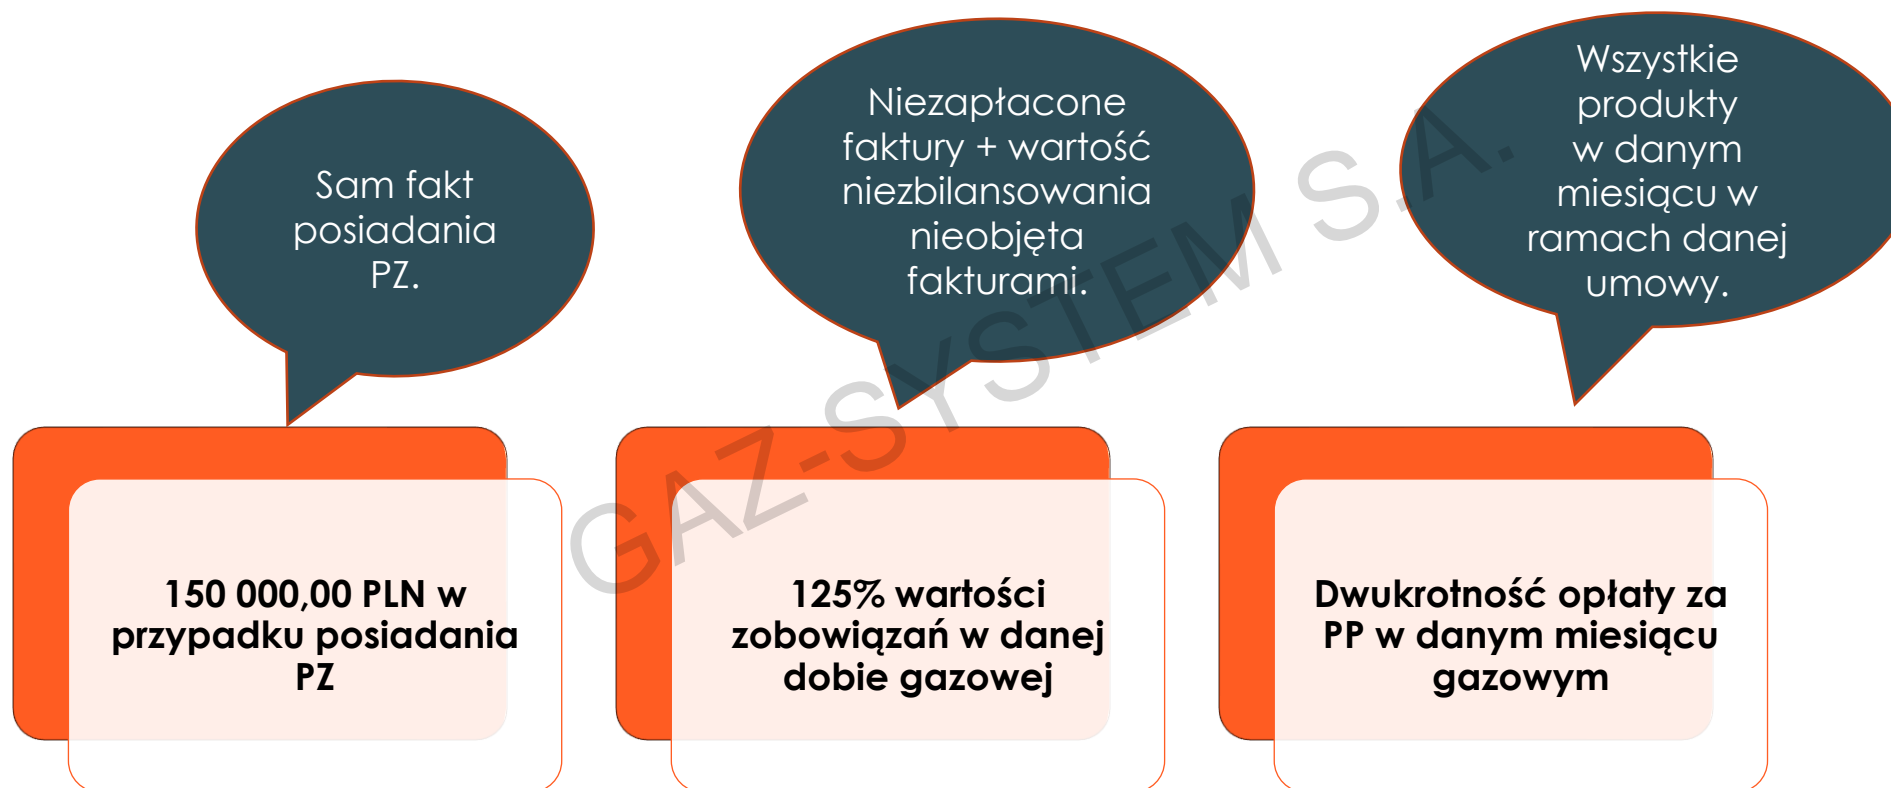 Sam fakt
posiadania
PZ.
Niezapłacone
faktury + wartość
niezbilansowania
nieobjęta
fakturami.
Wszystkie
produkty
w danym
miesiącu w
ramach danej
umowy.
GAZ-SYSTEM S.A.
150 000,00 PLN w
przypadku posiadania
PZ
125% wartości
zobowiązań w danej
dobie gazowej
Dwukrotność opłaty za
PP w danym miesiącu
gazowym